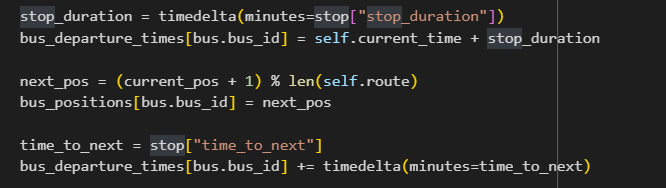 stop_duration = timedelta(minutes=stop["stop_duration"])
bus_departure_times[bus.bus_id] = self.current_time + stop_duration
next_pos = (current_pos + 1) % len(self.route)
bus_positions[bus.bus_id] = next_pos
time_to_next = stop["time_to_next"]
bus_departure_times[bus.bus_id] += timedelta(minutes=time_to_next)